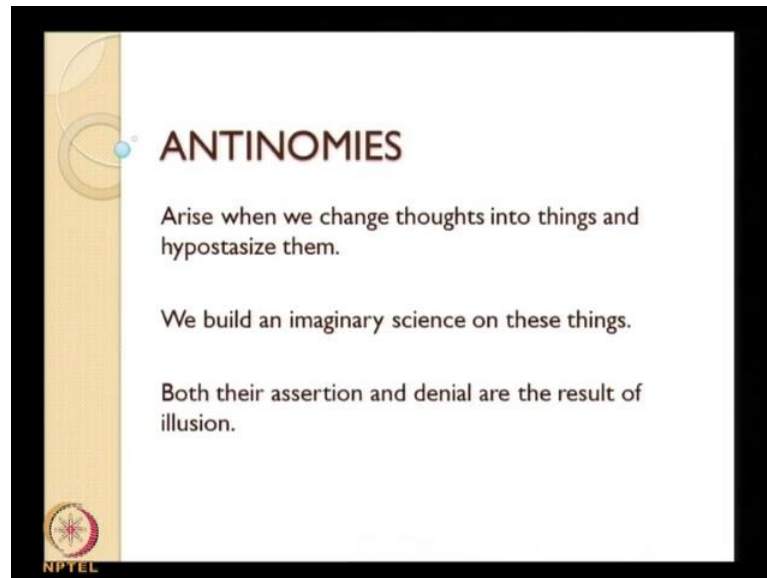 ANTINOMIES
Arise when we change thoughts into things and
hypostasize them.
We build an imaginary science on these things.
Both their assertion and denial are the result of
illusion.
NPTEL